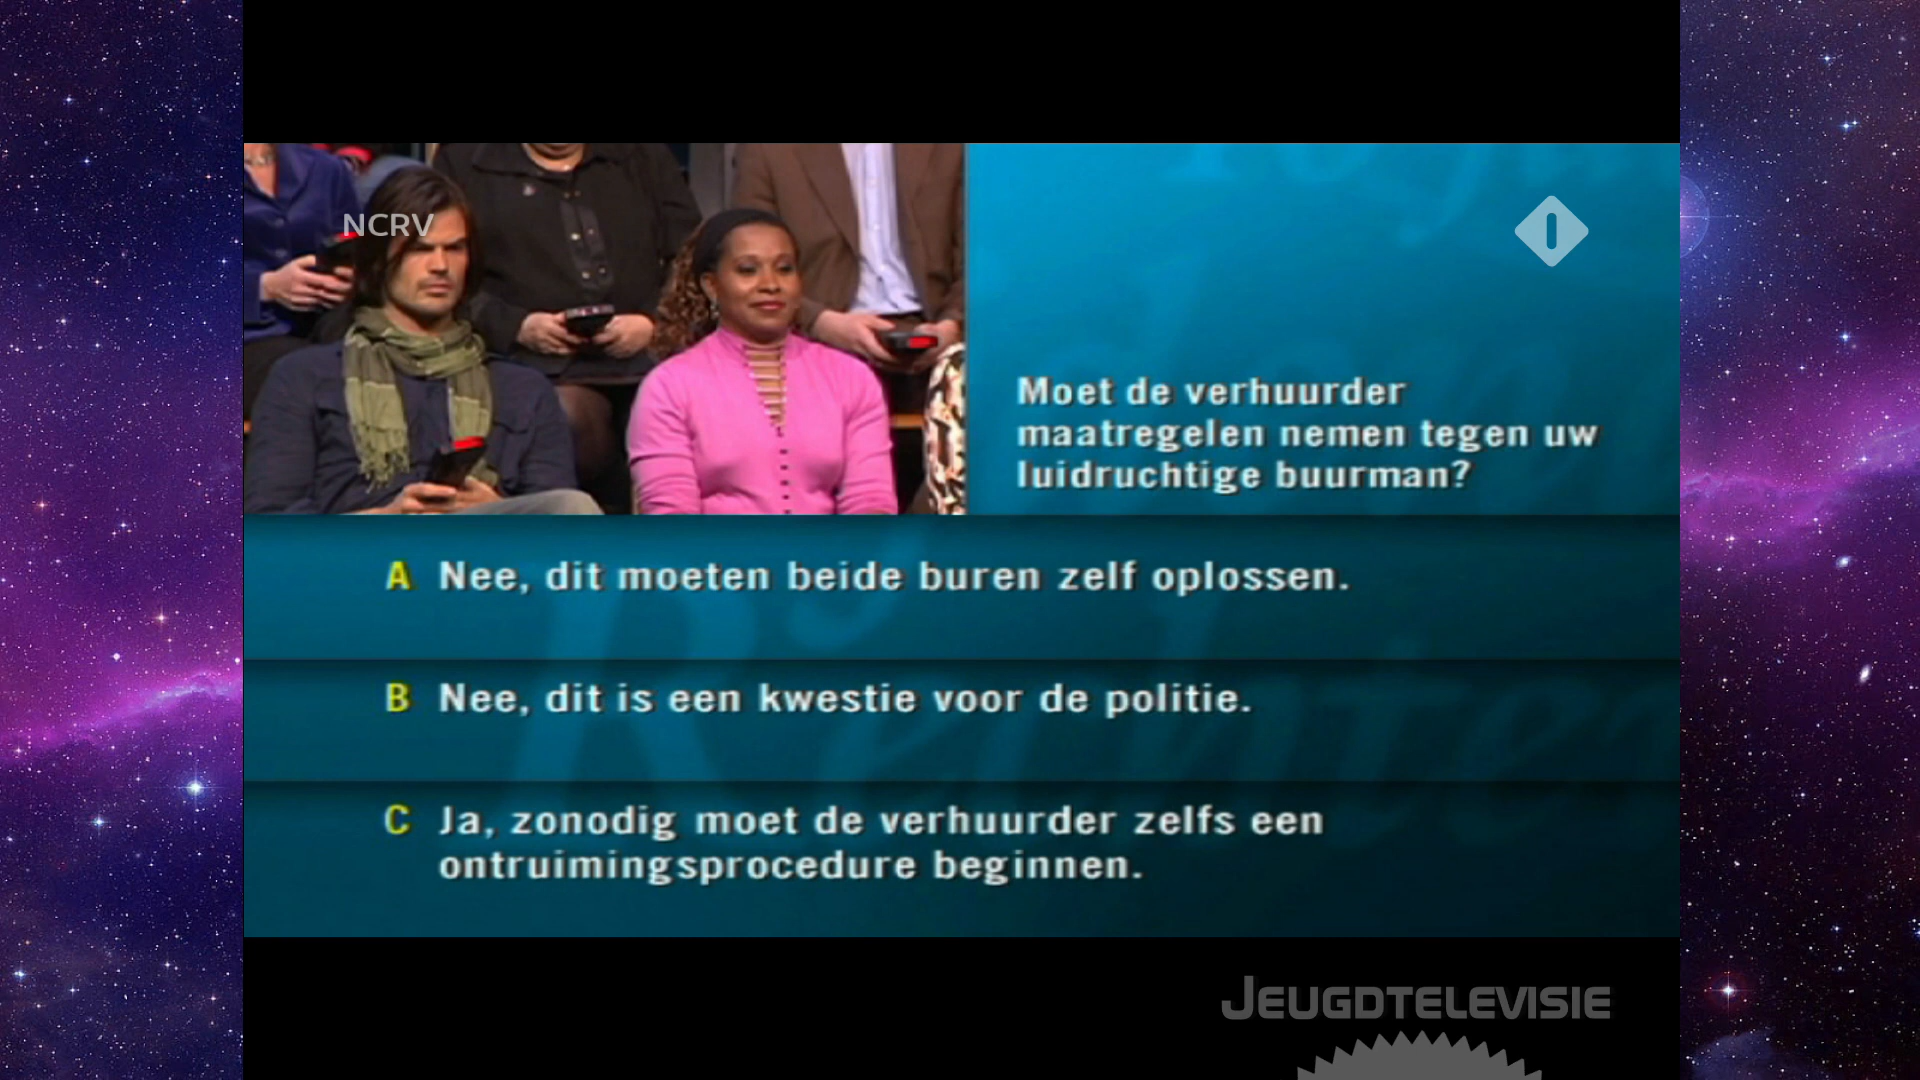 NCRV
Moet de verhuurder
maatregelen nemen tegen uw
luidruchtige buurman?
A Nee, dit moeten beide buren zelf oplossen.
B Nee, dit is een kwestie voor de politie.
C Ja, zonodig moet de verhuurder zelfs een
ontruimingsprocedure beginnen.
JEUGDTELEVISIE